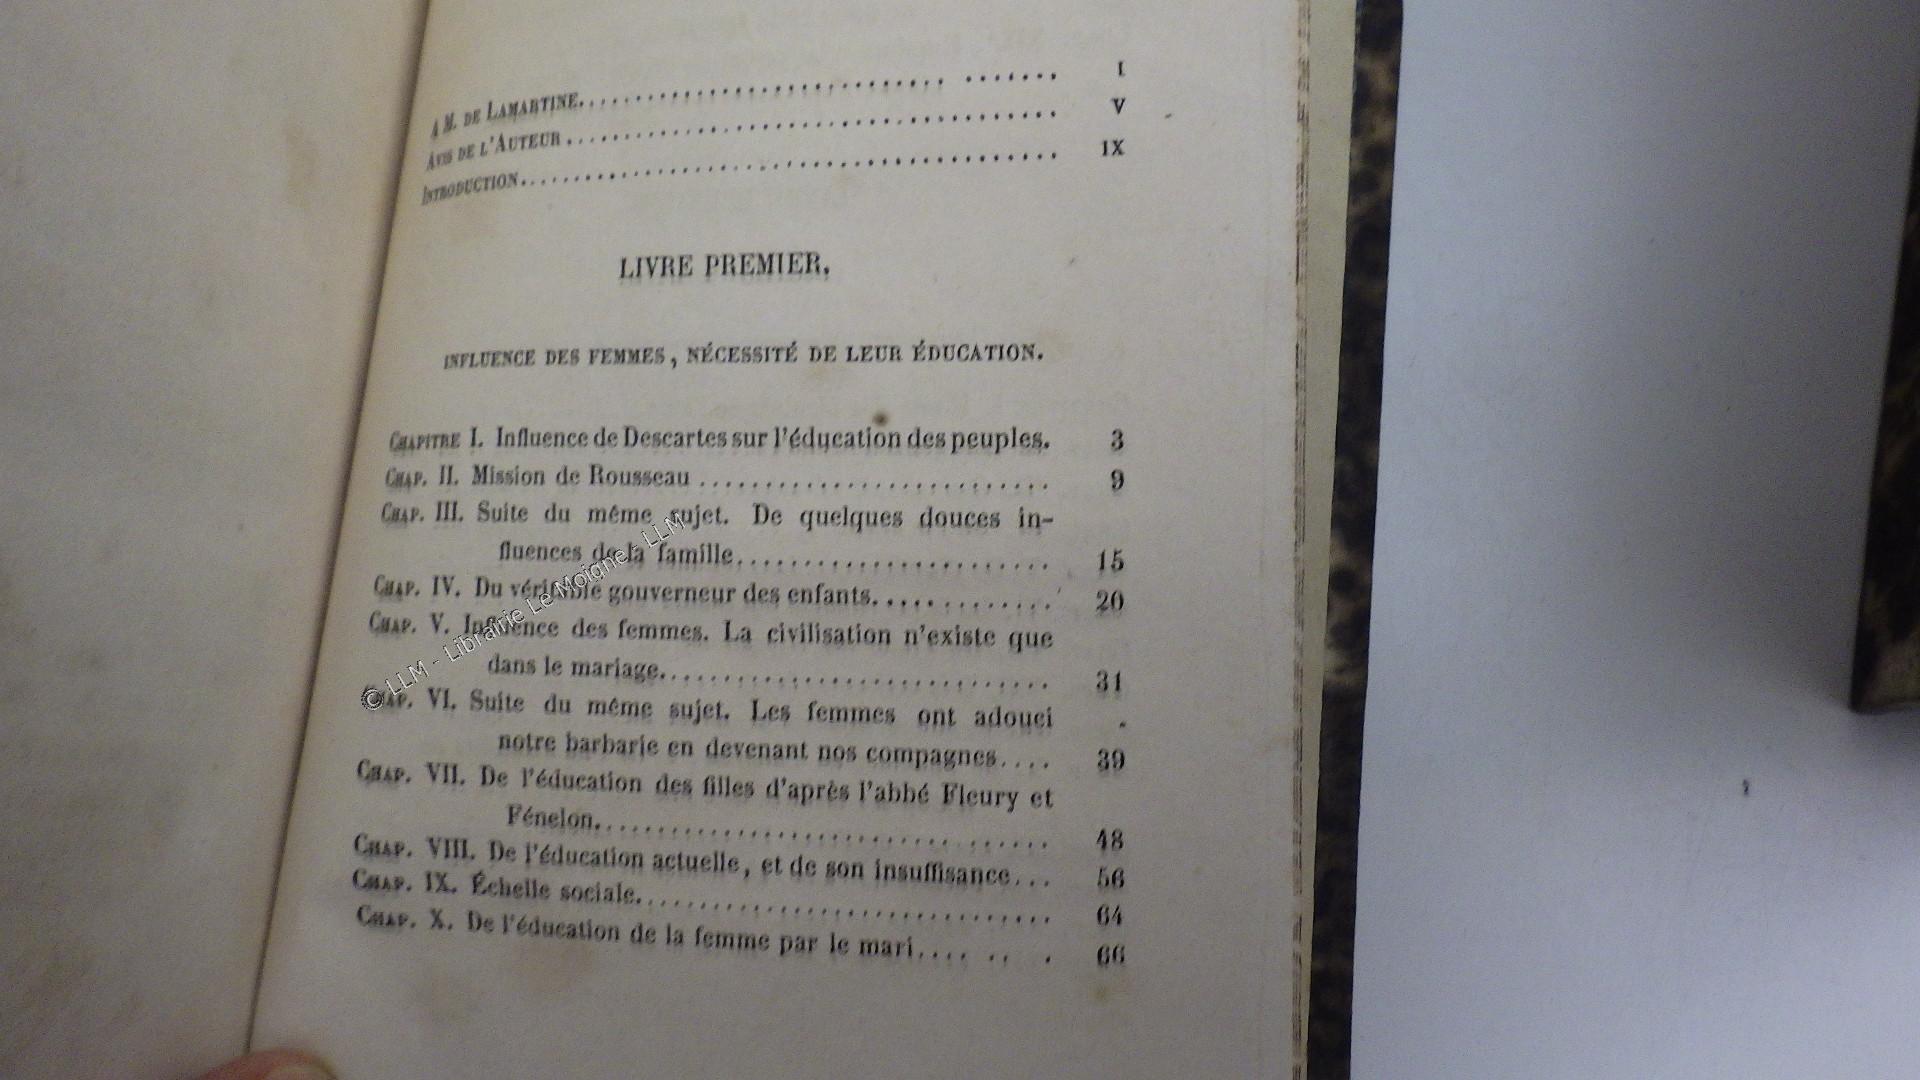 A M. DE LAMARTINE................................ ....... I
AVIS DE L'AUTEUR ........................................ V
INTRODUCTION............................................ IX
LIVRE PREMIER.
INFLUENCE DES FEMMES, NÉCESSITÉ DE LEUR ÉDUCATION.
CHAPITRE I. Influence de Descartes sur l'éducation des peuples. 3
CHAP. II. Mission de Rousseau ........................... 9
CHAP. III. Suite du même sujet. De quelques douces in-
fluences de la famille........................ 15
CHAP. IV. Du véritable gouverneur des enfants.............. 20
CHAP. V. Influence des femmes. La civilisation n'existe que
dans le mariage.............................. 31
CHAP. VI. Suite du même sujet. Les femmes ont adouci
notre barbarie en devenant nos compagnes.... 39
CHAP. VII. De l'éducation des filles d'après l'abbé Fleury et
Fénelon.................................. 48
CHAP. VIII. De l'éducation actuelle, et de son insuffisance... 56
CHAP. IX. Échelle sociale................................ 64
CHAP. X. De l'éducation de la femme par le mari.... .. . 66
© LLM - Librairie Le Moigne - LLM